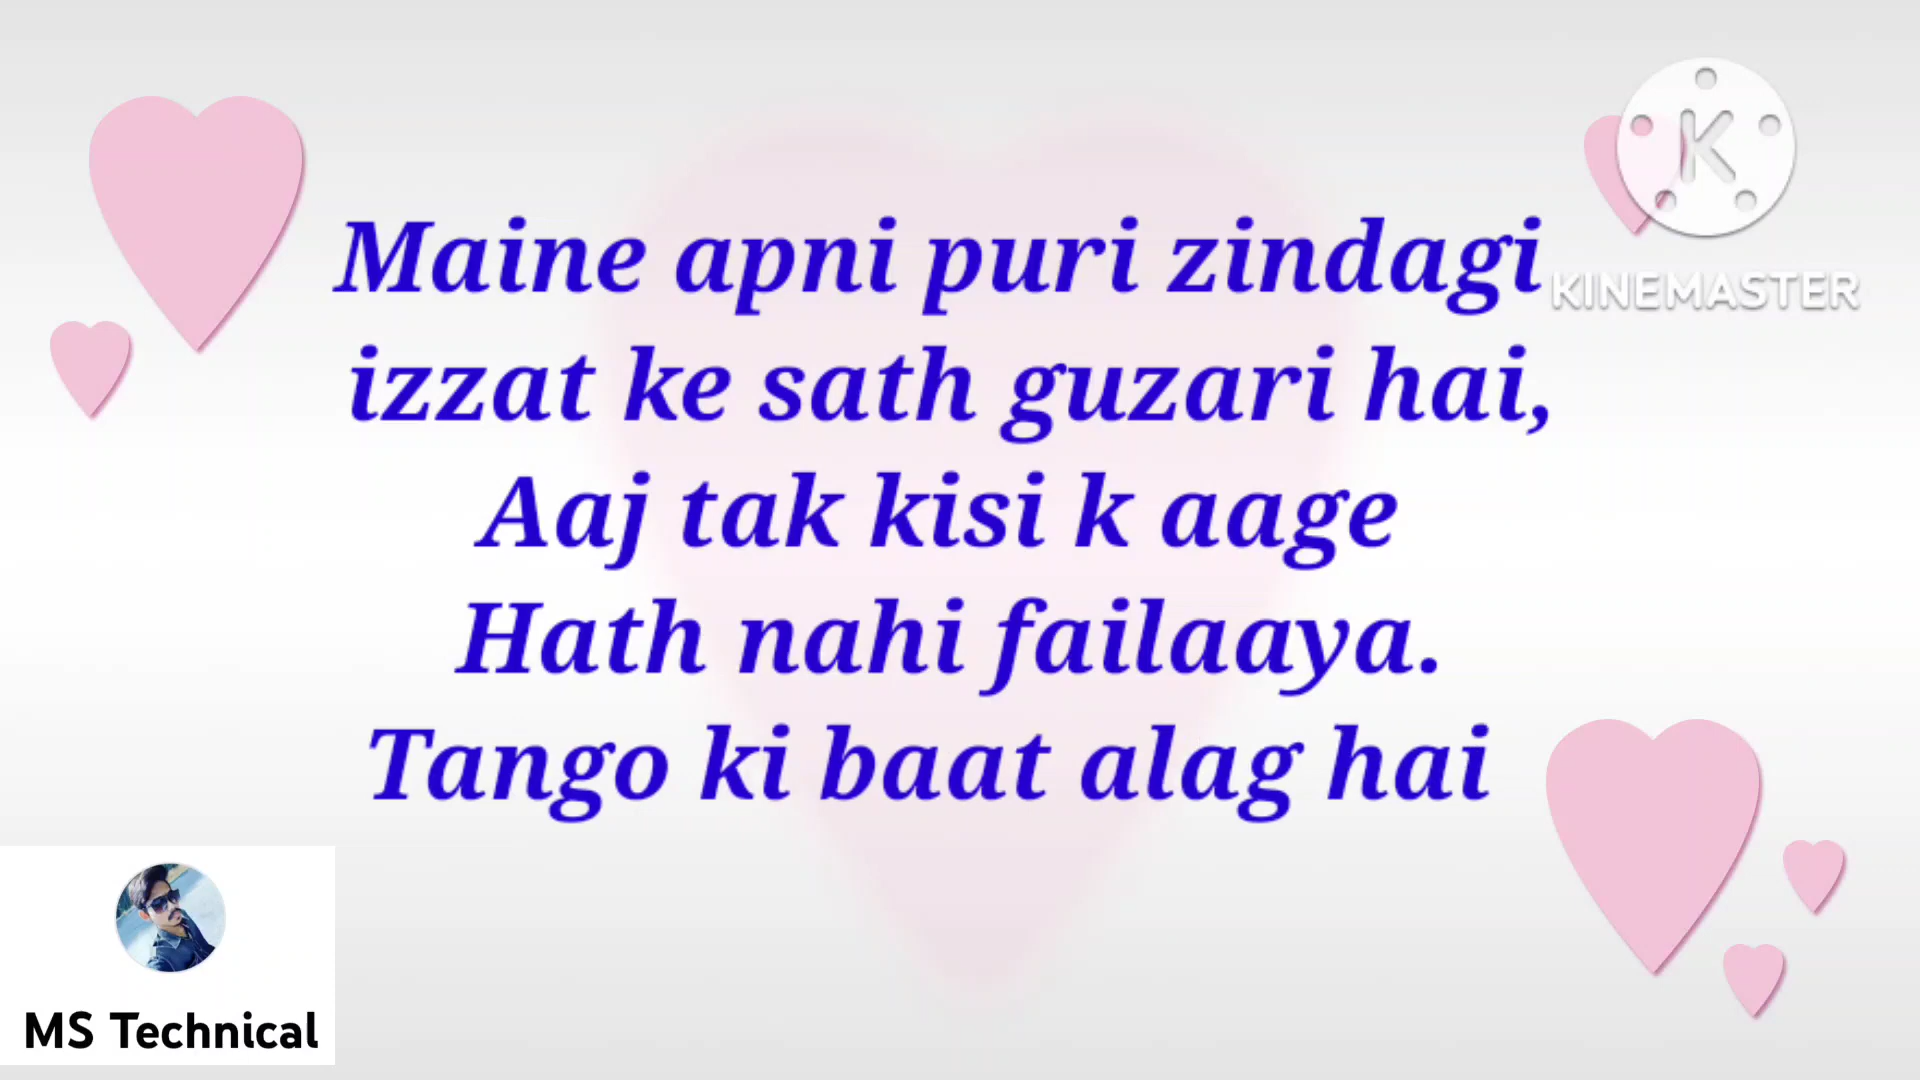 Maine apni puri zindagi
KINEMASTER
izzat ke sath guzari hai,
Aaj tak kisi k aage
Hath nahi failaaya.
Tango ki baat alag hai
MS Technical